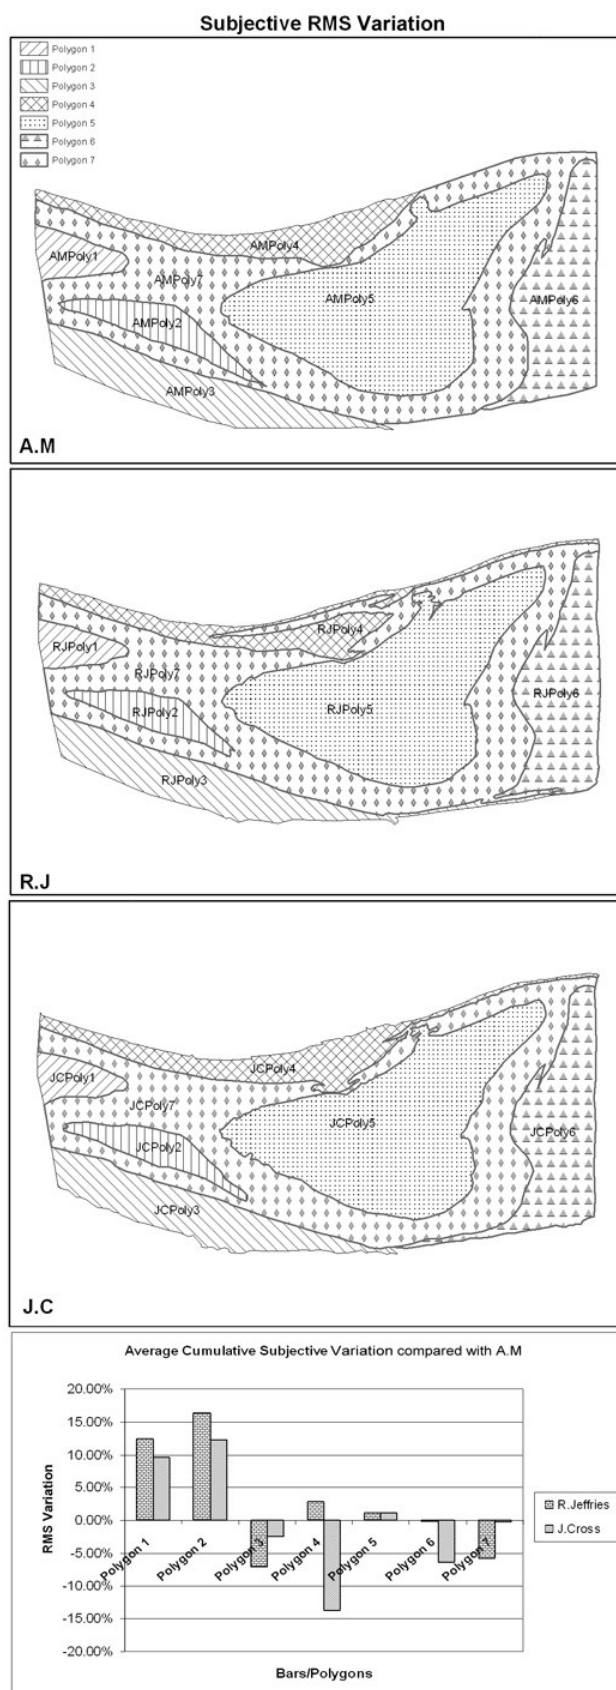 Subjective RMS Variation
Polygon 1
Polygon 2
Polygon 3
Polygon 4
Polygon 5
Polygon 6
Polygon 7
AMPoly4
AMPoly1
AMPoly7
AMPoly5
AMPoly6
AMPoly2
AMPoly3
A.M
RJPoly4
RJPoly1
RJPoly7
RJPoly6
RJPoly2
RJPoly5
RJPoly3
R.J
JCPoly4
JCPoly1
JCPoly7
JCPoly5
JCPoly6
JCPoly2
JCPoly3
J.C
Average Cumulative Subjective Variation compared with A.M
20.00%
15.00%
10.00%
5.00%
0.00%
-5.00%
-10.00%
-15.00%
-20.00%
RMS Variation
Polygon 1
Polygon 2
Polygon 3
Polygon 4
Polygon 5
Polygon 6
Polygon 7
R.Jeffries
J.Cross
Bars/Polygons